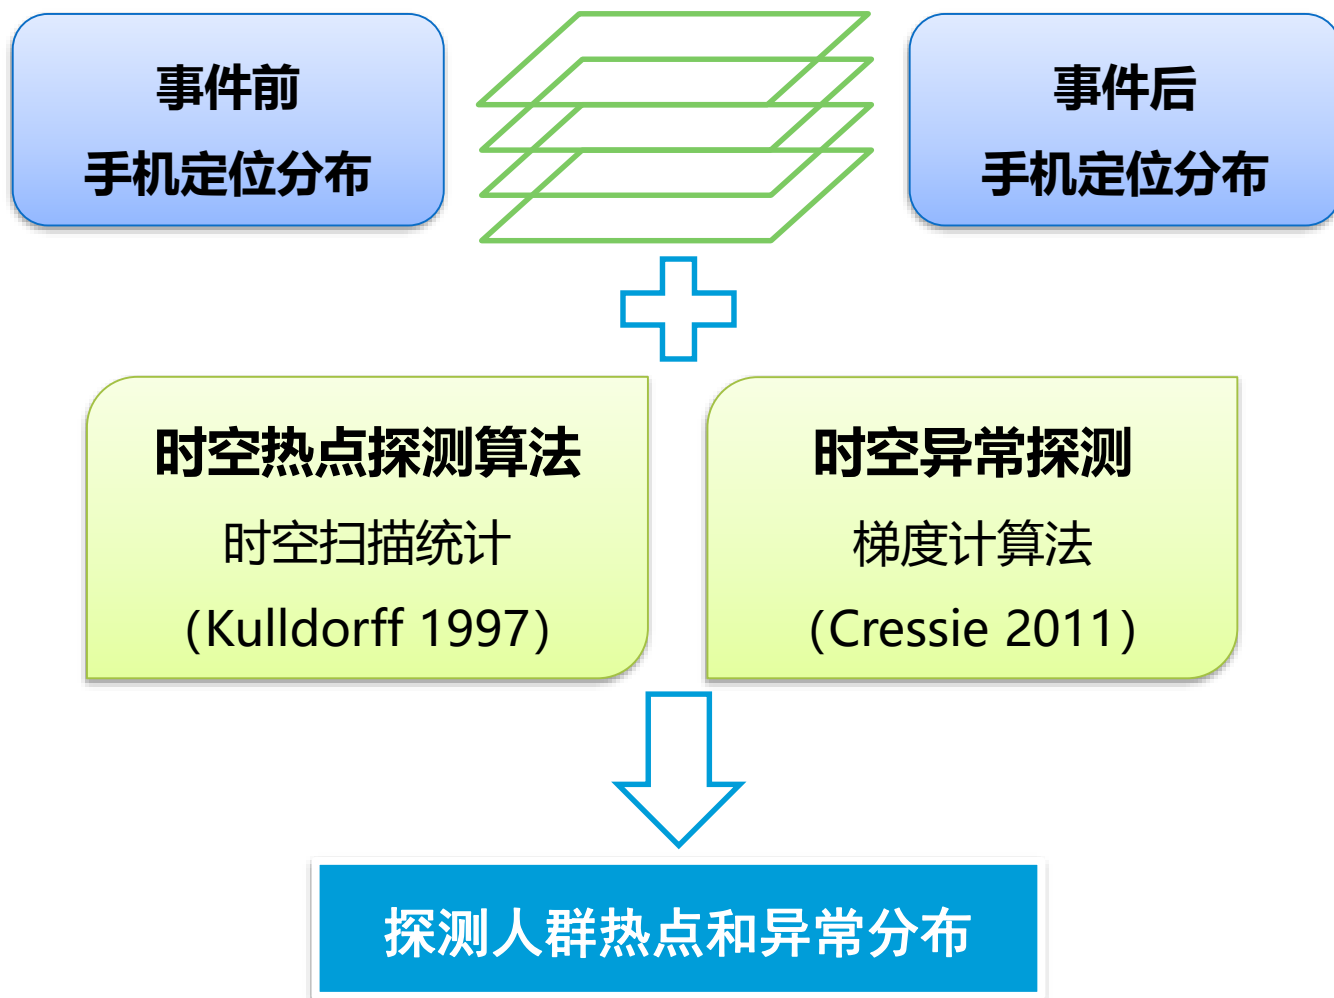 事件前
手机定位分布
事件后
手机定位分布
时空热点探测算法
时空扫描统计
（Kulldorff 1997）
时空异常探测
梯度计算法
（Cressie 2011）
探测人群热点和异常分布